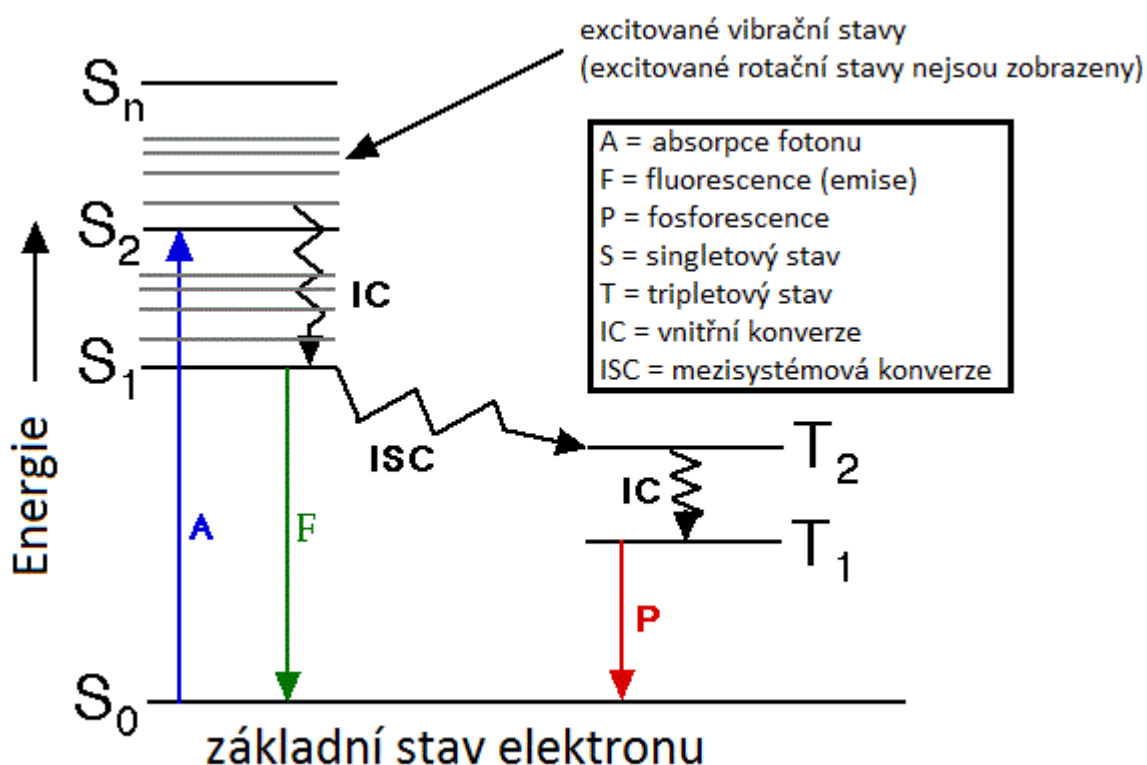 excitované vibrační stavy
(excitované rotační stavy nejsou zobrazeny)
A = absorpce fotonu
F = fluorescence (emise)
P = fosforescence
S = singletový stav
T = tripletový stav
IC = vnitřní konverze
ISC = mezisystémová konverze
Sn
S2
IC
S1
ISC
T2
IC
T1
Energie
A
F
P
S0
základní stav elektronu